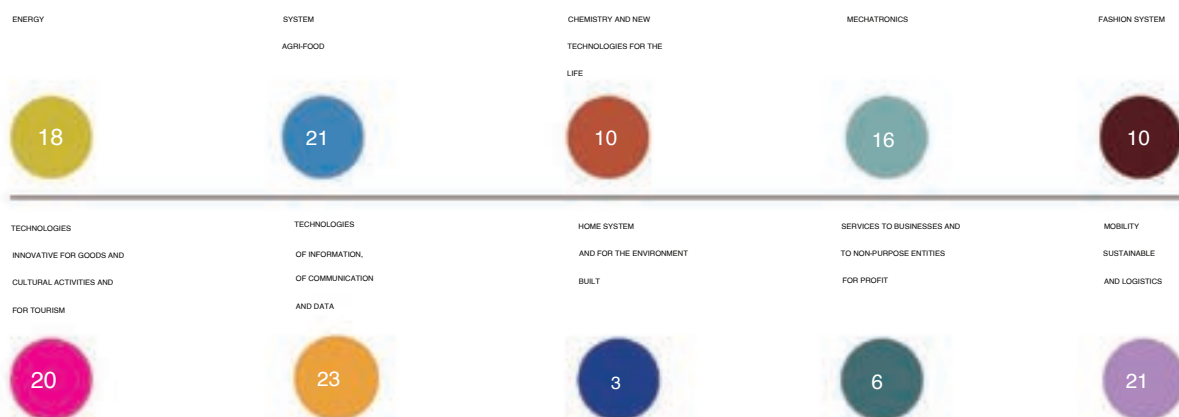 ENERGY
SYSTEM
AGRI-FOOD
CHEMISTRY AND NEW
TECHNOLOGIES FOR THE
LIFE
MECHATRONICS
FASHION SYSTEM
18
21
10
16
10
TECHNOLOGIES
INNOVATIVE FOR GOODS AND
CULTURAL ACTIVITIES AND
FOR TOURISM
TECHNOLOGIES
OF INFORMATION,
OF COMMUNICATION
AND DATA
HOME SYSTEM
AND FOR THE ENVIRONMENT
BUILT
SERVICES TO BUSINESSES AND
TO NON-PURPOSE ENTITIES
FOR PROFIT
MOBILITY
SUSTAINABLE
AND LOGISTICS
20
23
3
6
21